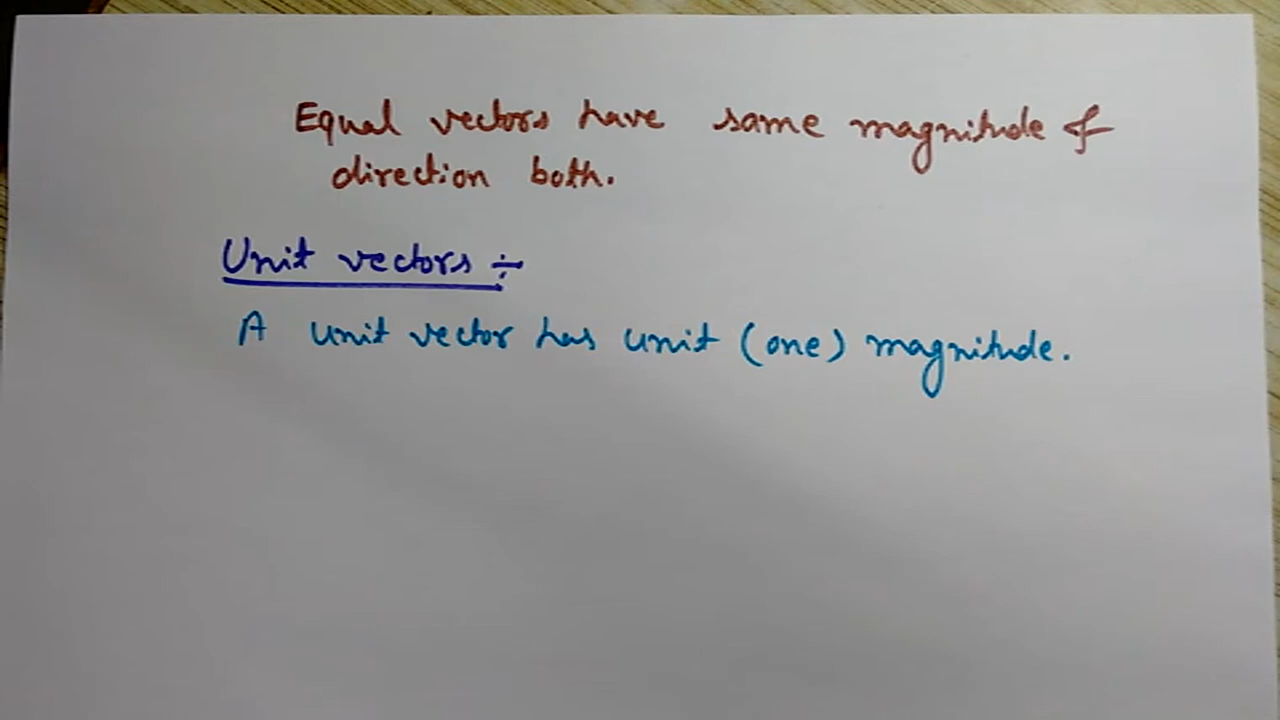 Equal vectors have same magnitude &
direction both.
Unit vectors :-
A unit vector has unit (one) magnitude.